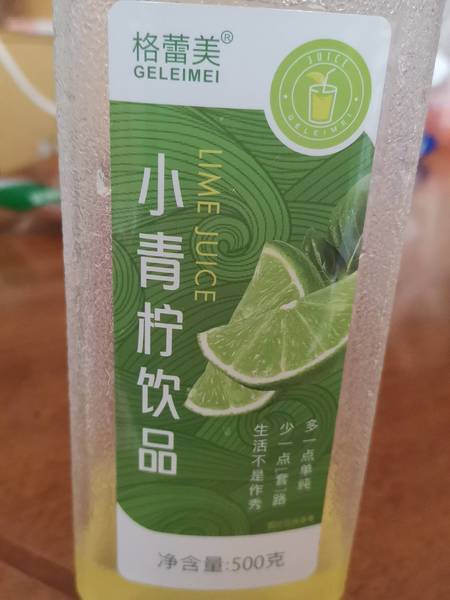 格蕾美®
GELEIMEI
JUICE
GELEIMEI
LIME JUICE
小青柠饮品
多一点单纯
少一点[套]路
生活不是作秀
净含量:500克